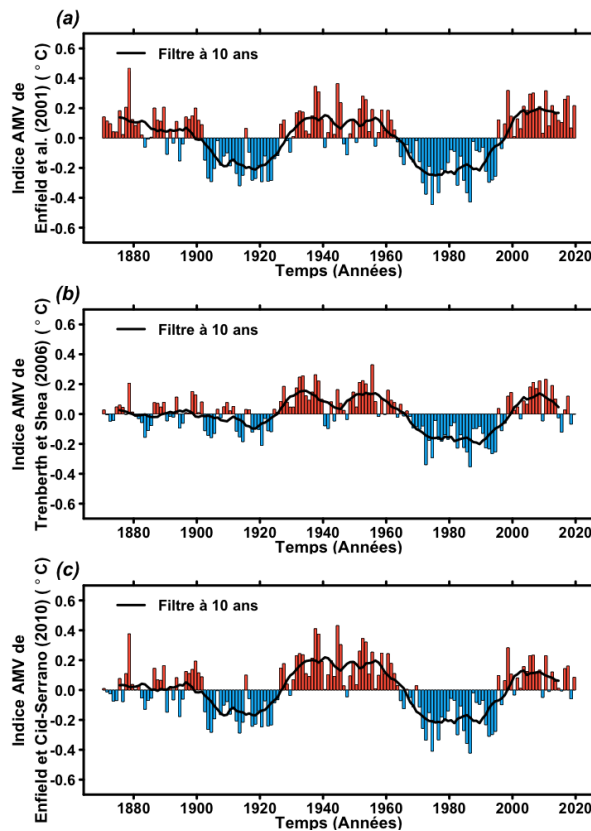 (a)
Indice AMV de
Enfield et al. (2001) (°C)
0.6
0.4
0.2
0.0
-0.2
-0.4
-0.6
Filtre à 10 ans
1880 1900 1920 1940 1960 1980 2000 2020
Temps (Années)
(b)
Indice AMV de
Trenberth et Shea (2006) (°C)
0.6
0.4
0.2
0.0
-0.2
-0.4
-0.6
Filtre à 10 ans
1880 1900 1920 1940 1960 1980 2000 2020
Temps (Années)
(c)
Indice AMV de
Enfield et Cid-Serrano (2010) (°C)
0.6
0.4
0.2
0.0
-0.2
-0.4
-0.6
Filtre à 10 ans
1880 1900 1920 1940 1960 1980 2000 2020
Temps (Années)